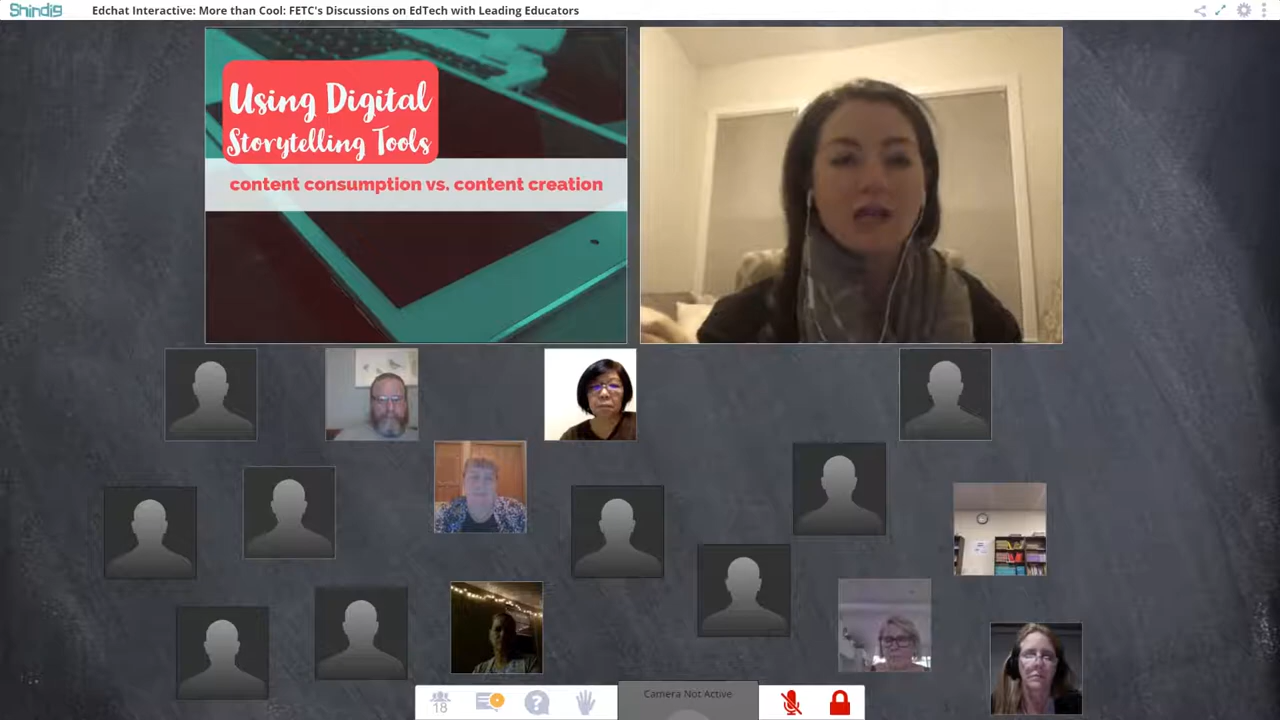 Shindig
Edchat Interactive: More than Cool: FETC's Discussions on EdTech with Leading Educators
Using Digital
Storytelling Tools
content consumption vs. content creation
18
Camera Not Active